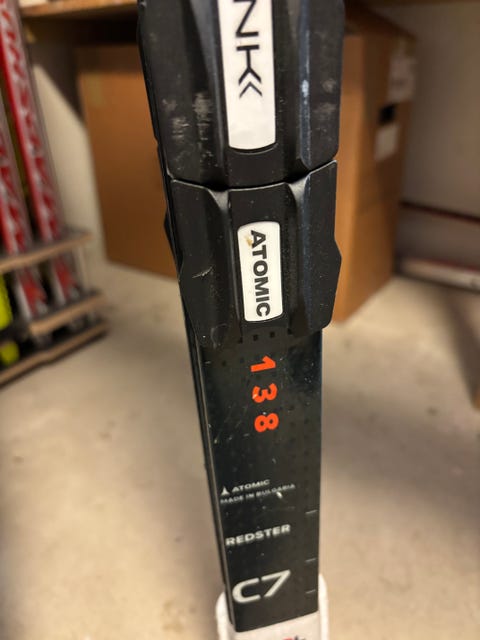 NK
ATOMIC
138
ATOMIC
MADE IN BULGARIA
REDSTER
C7